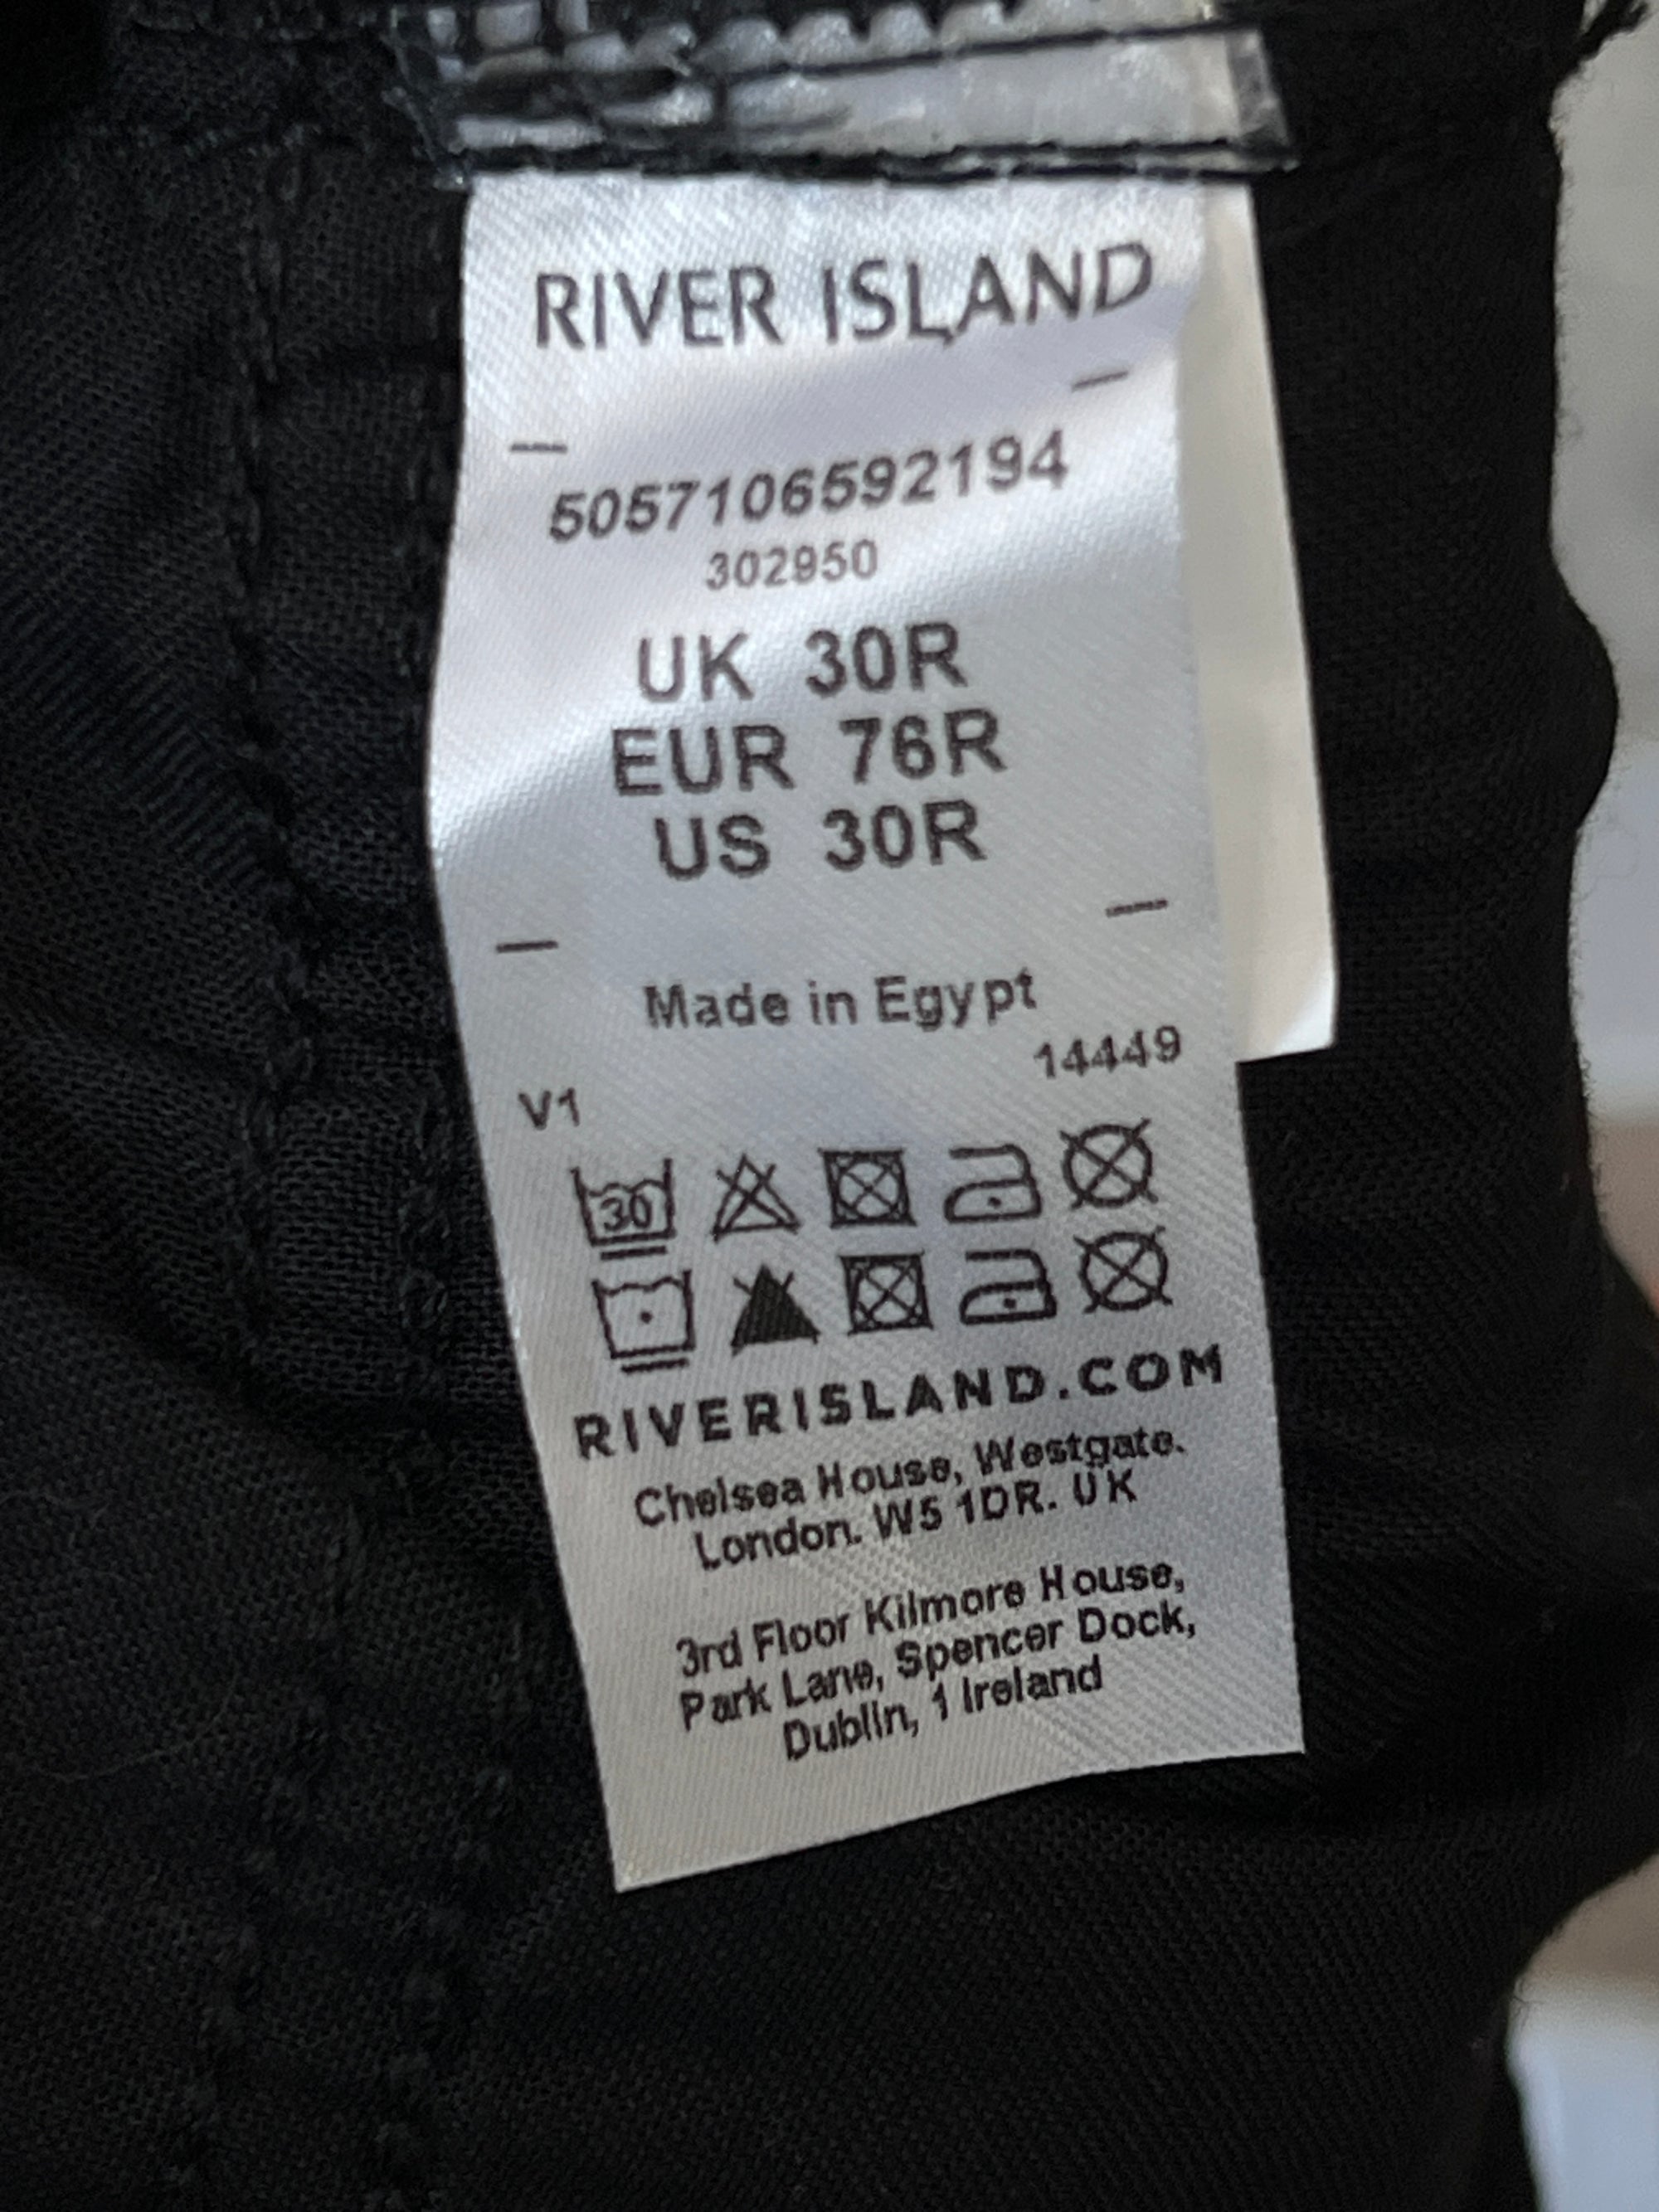 RIVER ISLAND
5057106592194
302950
UK 30R
EUR 76R
US 30R
Made in Egypt
14449
V1
30
RIVERISLAND.COM
Chelsea House, Westgate.
London. W5 1DR. UK
3rd Floor Kilmore House,
Park Lane, Spencer Dock,
Dublin, 1 Ireland